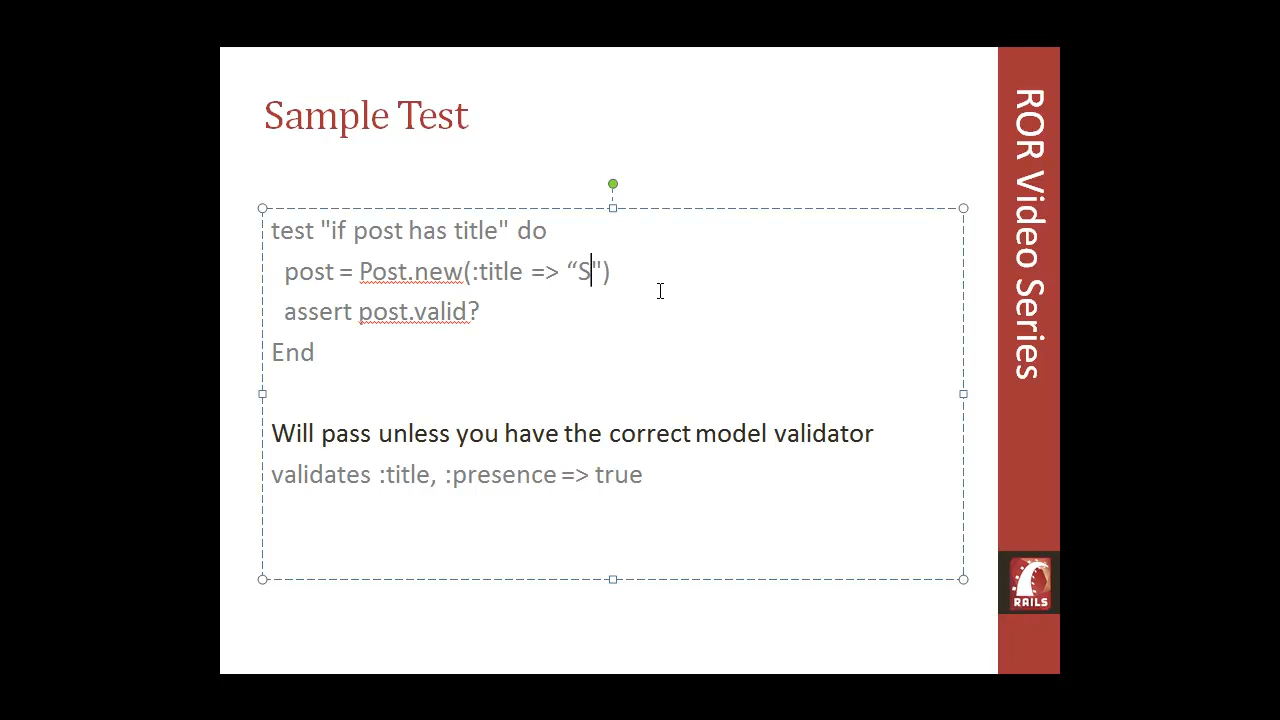 Sample Test
test "if post has title" do
post = Post.new(:title => “S")
assert post.valid?
End
Will pass unless you have the correct model validator
validates :title, :presence => true
ROR Video Series
RAILS